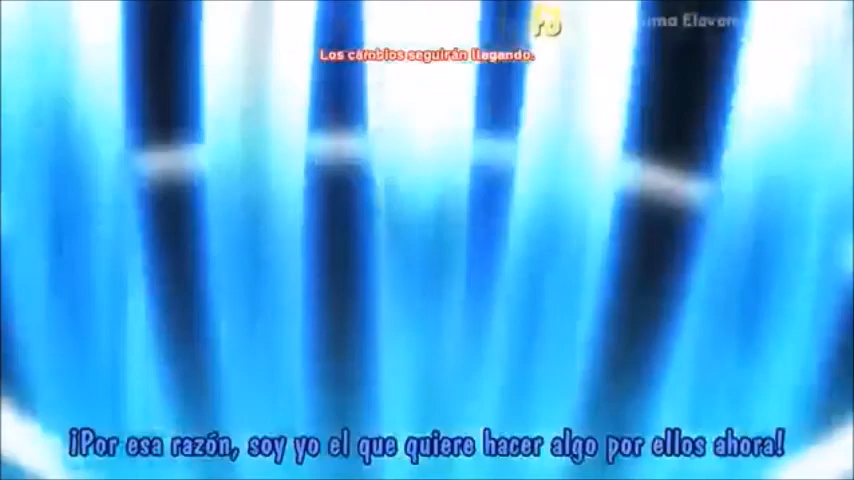 Los cambios seguirán llegando.
¡Por esa razón, soy yo el que quiere hacer algo por ellos ahora!